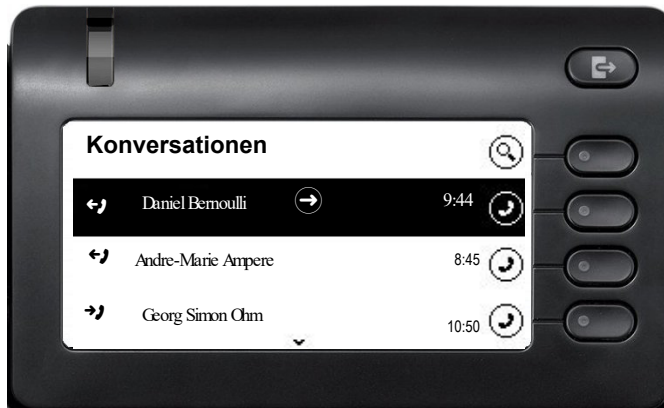 Konversationen
Daniel Bernoulli 9:44
Andre-Marie Ampere 8:45
Georg Simon Ohm 10:50